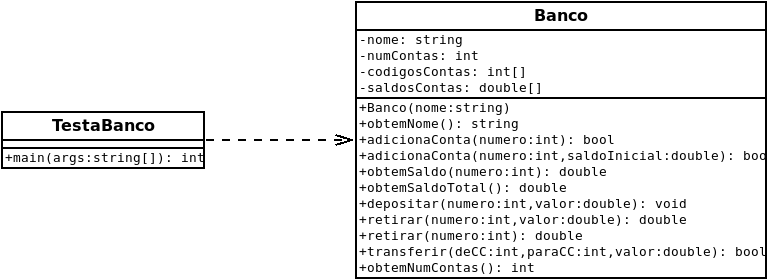 Banco
-nome: string
-numContas: int
-codigosContas: int[]
-saldosContas: double[]
+Banco(nome:string)
+obtemNome(): string
+adicionaConta(numero:int): bool
+adicionaConta(numero:int,saldoInicial:double): boo
+obtemSaldo(numero:int): double
+obtemSaldoTotal(): double
+depositar(numero:int,valor:double): void
+retirar(numero:int,valor:double): double
+retirar(numero:int): double
+transferir(deCC:int,paraCC:int,valor:double): bool
+obtemNumContas(): int
TestaBanco
+main(args:string[]): int